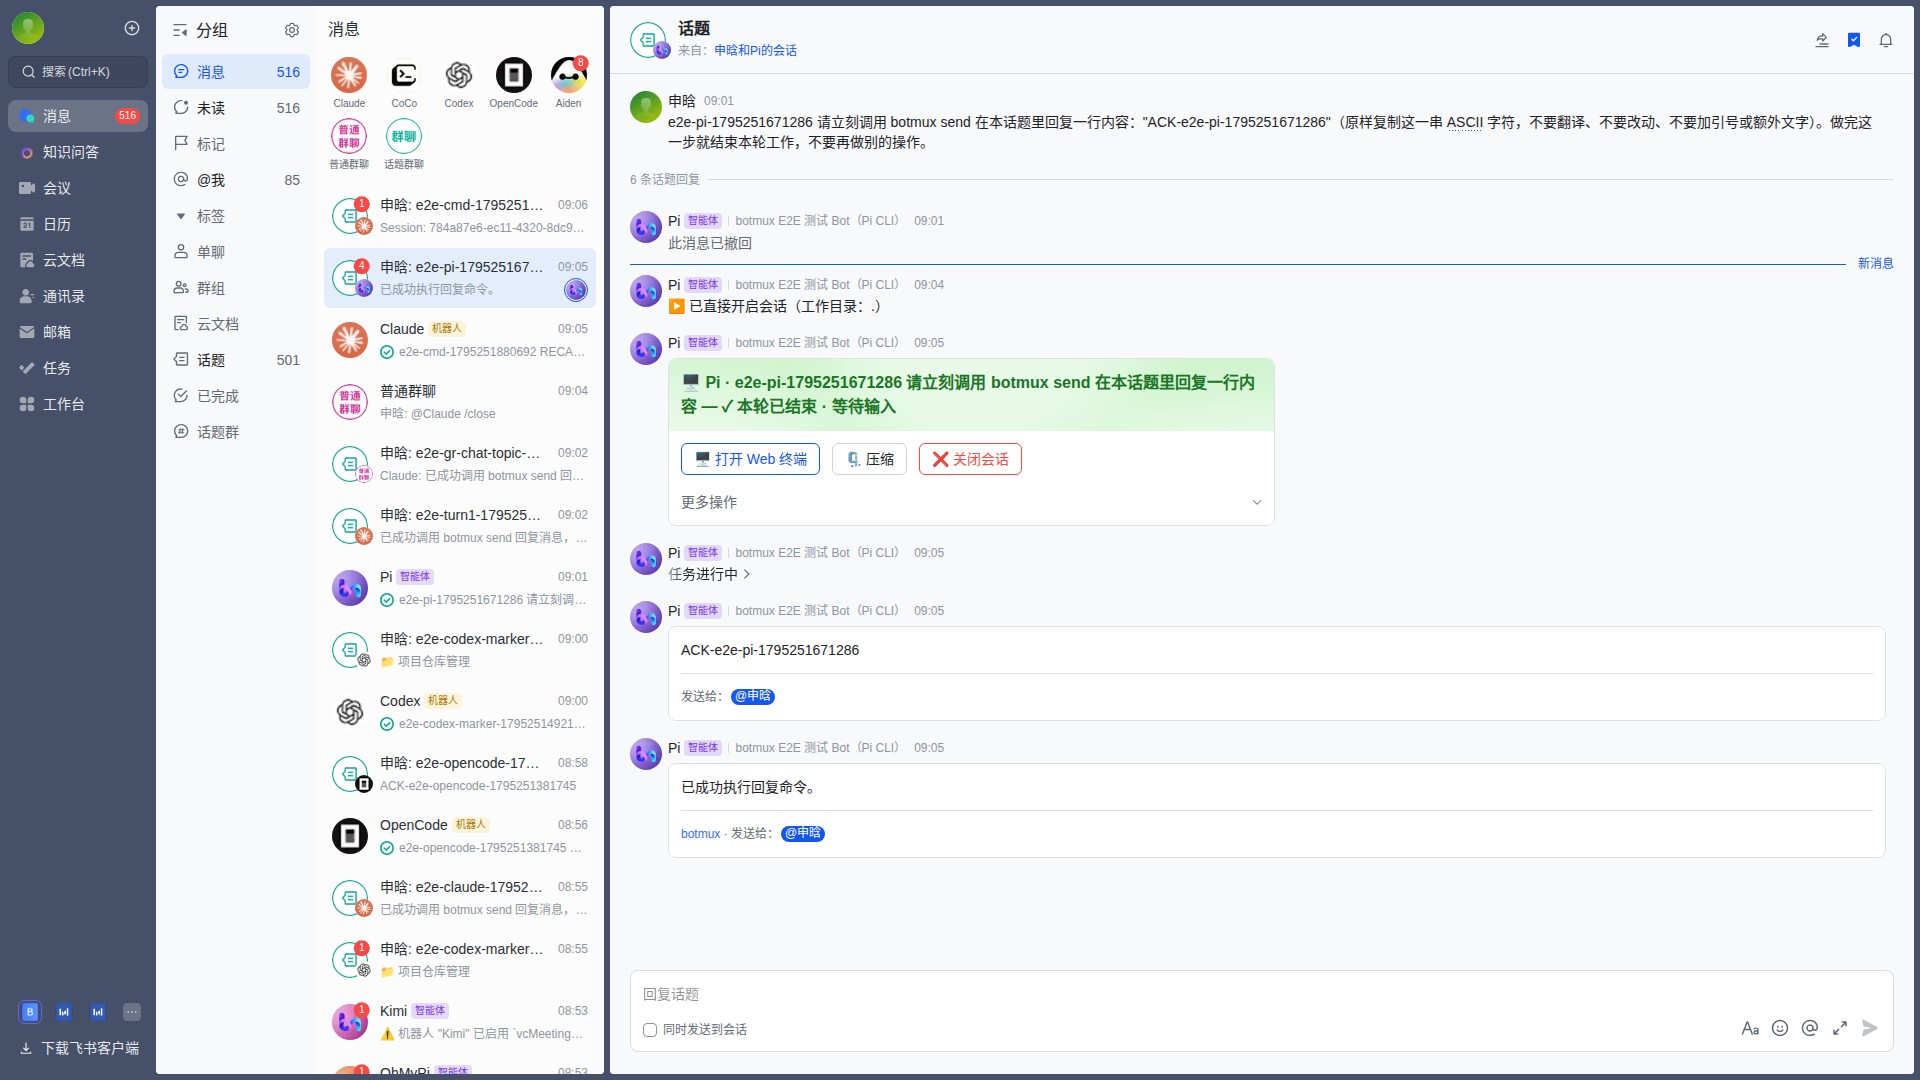 搜索 (Ctrl+K)
消息 516
知识问答
会议
日历
云文档
通讯录
邮箱
任务
工作台
下载飞书客户端
分组
消息 516
未读 516
标记
@我 85
标签
单聊
群组
云文档
话题 501
已完成
话题群
消息
Claude CoCo Codex OpenCode Aiden 8
普通群聊 群聊
普通群聊 话题群聊
1 申晗: e2e-cmd-1795251... 09:06
Session: 784a87e6-ec11-4320-8dc9...
4 申晗: e2e-pi-179525167... 09:05
已成功执行回复命令。
Claude 机器人 09:05
e2e-cmd-1795251880692 RECA...
普通群聊 普通群聊 09:04
申晗: @Claude /close
申晗: e2e-gr-chat-topic-... 09:02
Claude: 已成功调用 botmux send 回...
申晗: e2e-turn1-179525... 09:02
已成功调用 botmux send 回复消息，...
Pi 智能体 09:01
e2e-pi-1795251671286 请立刻调...
申晗: e2e-codex-marker... 09:00
项目仓库管理
Codex 机器人 09:00
e2e-codex-marker-17952514921...
申晗: e2e-opencode-17... 08:58
ACK-e2e-opencode-1795251381745
OpenCode 机器人 08:56
e2e-opencode-1795251381745 ...
申晗: e2e-claude-17952... 08:55
已成功调用 botmux send 回复消息，...
1 申晗: e2e-codex-marker... 08:55
项目仓库管理
1 Kimi 智能体 08:53
机器人 "Kimi" 已启用 `vcMeeting...
1 OhMyPi 智能体 08:53
话题
来自：申晗和Pi的会话
申晗 09:01
e2e-pi-1795251671286 请立刻调用 botmux send 在本话题里回复一行内容："ACK-e2e-pi-1795251671286"（原样复制这一串 ASCII 字符，不要翻译、不要改动、不要加引号或额外文字）。做完这
一步就结束本轮工作，不要再做别的操作。
6 条话题回复
Pi 智能体 botmux E2E 测试 Bot（Pi CLI） 09:01
此消息已撤回
新消息
Pi 智能体 botmux E2E 测试 Bot（Pi CLI） 09:04
已直接开启会话（工作目录：.）
Pi 智能体 botmux E2E 测试 Bot（Pi CLI） 09:05
Pi · e2e-pi-1795251671286 请立刻调用 botmux send 在本话题里回复一行内
容 — ✓ 本轮已结束 · 等待输入
打开 Web 终端 压缩 关闭会话
更多操作
Pi 智能体 botmux E2E 测试 Bot（Pi CLI） 09:05
任务进行中
Pi 智能体 botmux E2E 测试 Bot（Pi CLI） 09:05
ACK-e2e-pi-1795251671286
发送给：@申晗
Pi 智能体 botmux E2E 测试 Bot（Pi CLI） 09:05
已成功执行回复命令。
botmux · 发送给：@申晗
回复话题
同时发送到会话